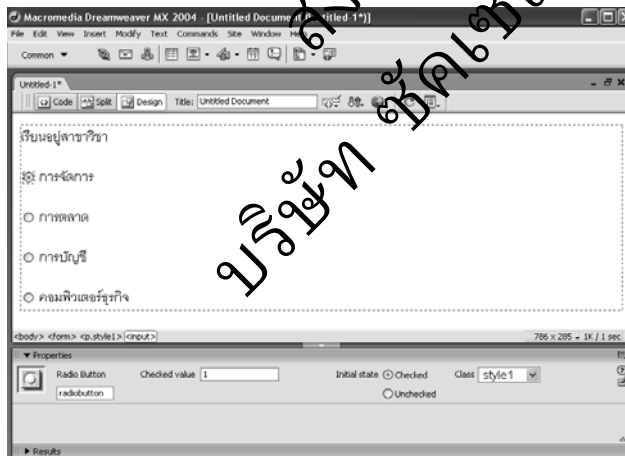 Macromedia Dreamweaver MX 2004 - [Untitled Document (Untitled-1*)]
File Edit View Insert Modify Text Commands Site Window
Common
Untitled-1*
Code Split Design Title: Untitled Document
เรียนอยู่สาขาวิชา
การจัดการ
การตลาด
การบัญชี
คอมพิวเตอร์ธุรกิจ
<body> <form> <p.style1> <input> 786 x 285 1K / 1 sec
Properties
Radio Button Checked value 1 Initial state Checked Class style1
radiobutton Unchecked
Results
บริษัท